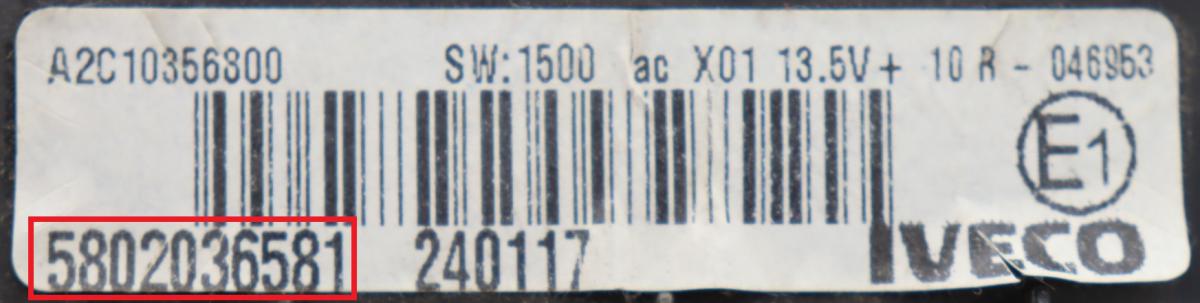 A2C10356800 SW:1500 ac X01 13.5V+ 10 R - 046953
E1
5802036581 240117 IVECO